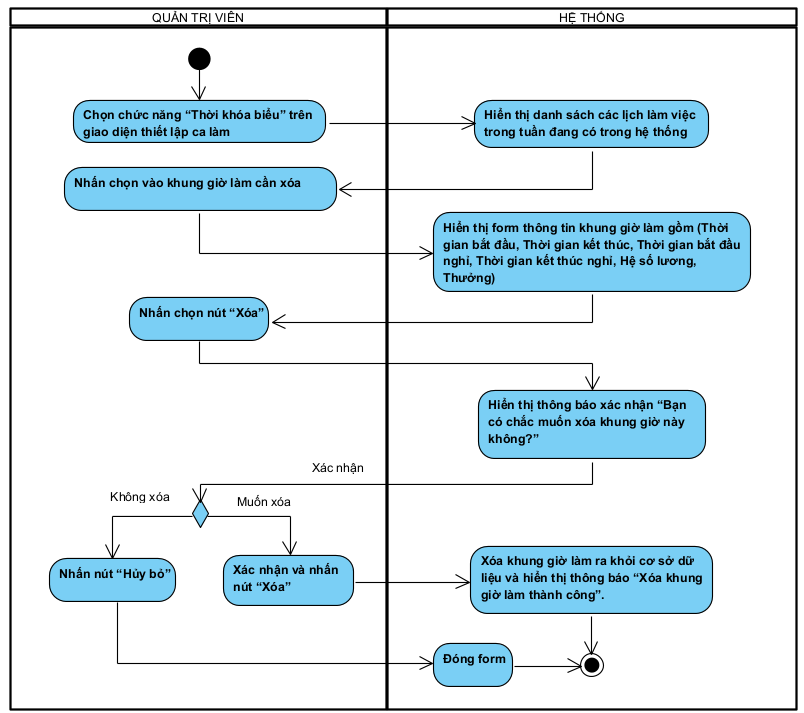 QUẢN TRỊ VIÊN
HỆ THỐNG
Chọn chức năng “Thời khóa biểu” trên
giao diện thiết lập ca làm
Hiển thị danh sách các lịch làm việc
trong tuần đang có trong hệ thống
Nhấn chọn vào khung giờ làm cần xóa
Hiển thị form thông tin khung giờ làm gồm (Thời
gian bắt đầu, Thời gian kết thúc, Thời gian bắt đầu
nghỉ, Thời gian kết thúc nghỉ, Hệ số lương,
Thưởng)
Nhấn chọn nút “Xóa”
Hiển thị thông báo xác nhận “Bạn
có chắc muốn xóa khung giờ này
không?”
Xác nhận
Không xóa
Muốn xóa
Nhấn nút “Hủy bỏ”
Xác nhận và nhấn
nút “Xóa”
Xóa khung giờ làm ra khỏi cơ sở dữ
liệu và hiển thị thông báo “Xóa khung
giờ làm thành công”.
Đóng form